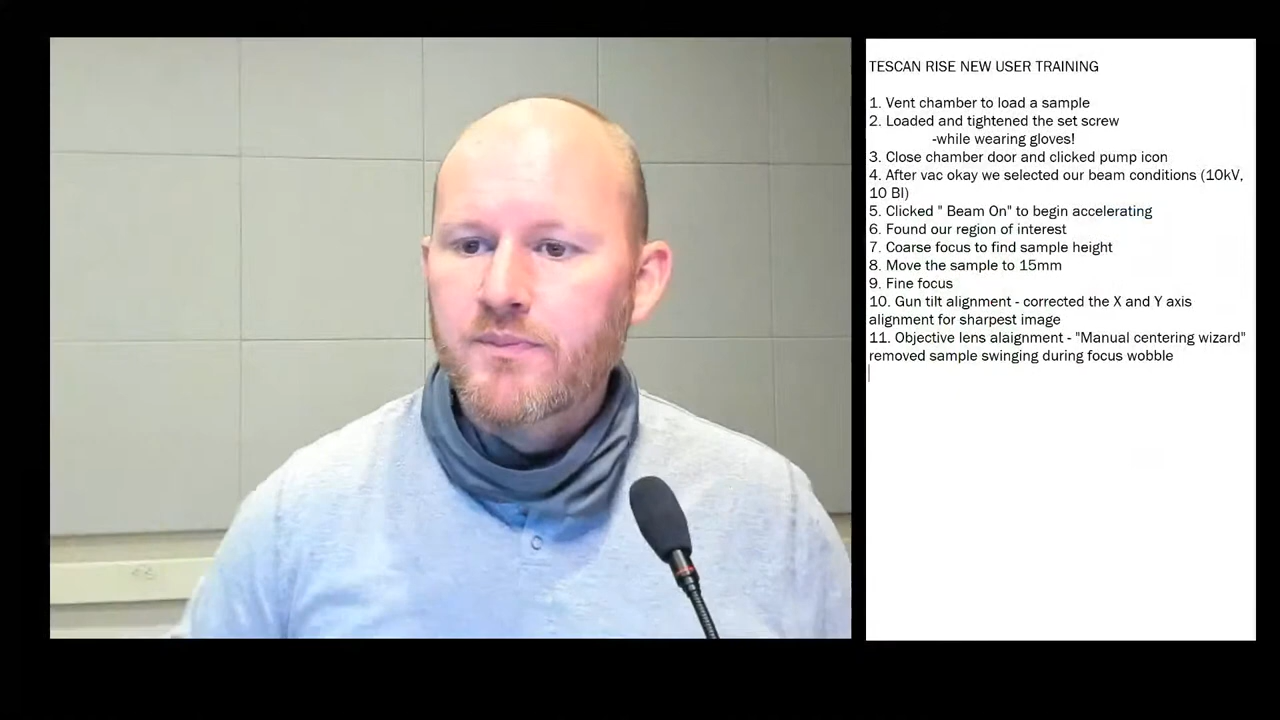 TESCAN RISE NEW USER TRAINING
1. Vent chamber to load a sample
2. Loaded and tightened the set screw
-while wearing gloves!
3. Close chamber door and clicked pump icon
4. After vac okay we selected our beam conditions (10kV,
10 BI)
5. Clicked " Beam On" to begin accelerating
6. Found our region of interest
7. Coarse focus to find sample height
8. Move the sample to 15mm
9. Fine focus
10. Gun tilt alignment - corrected the X and Y axis
alignment for sharpest image
11. Objective lens alaignment - "Manual centering wizard"
removed sample swinging during focus wobble